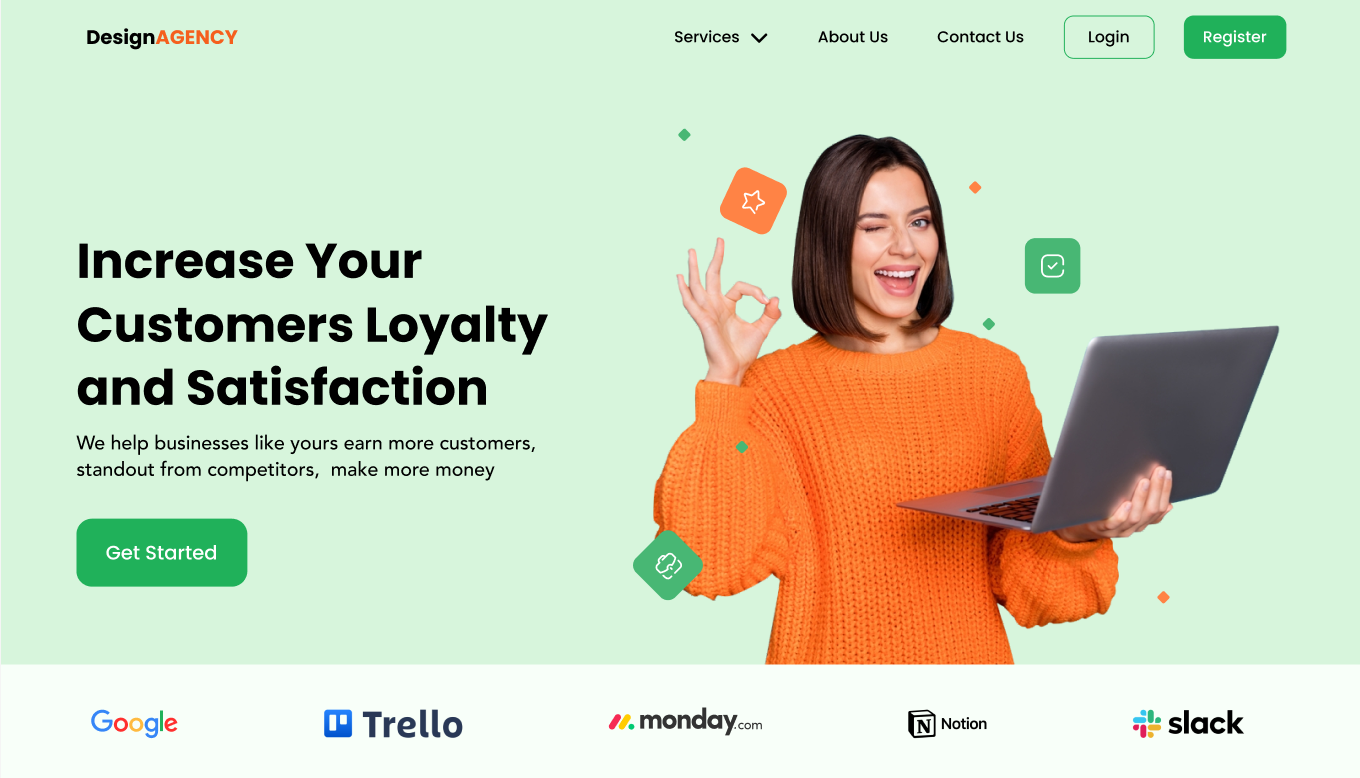 DesignAGENCY
Services
About Us
Contact Us
Login
Register
Increase Your
Customers Loyalty
and Satisfaction
We help businesses like yours earn more customers,
standout from competitors,  make more money
Get Started
Google
Trello
monday.com
Notion
slack